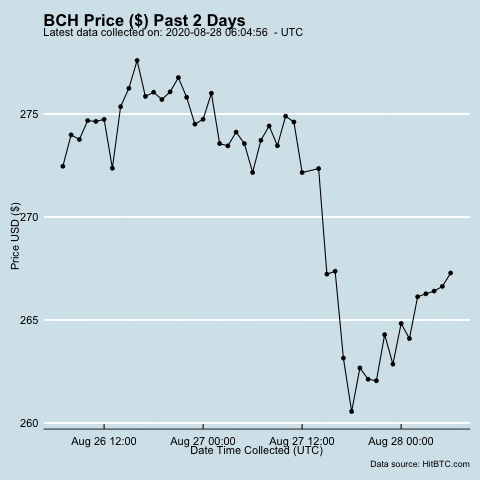 BCH Price ($) Past 2 Days
Latest data collected on: 2020-08-28 06:04:56  - UTC
275
270
265
260
Price USD ($)
Aug 26 12:00 Aug 27 00:00 Aug 27 12:00 Aug 28 00:00
Date Time Collected (UTC)
Data source: HitBTC.com